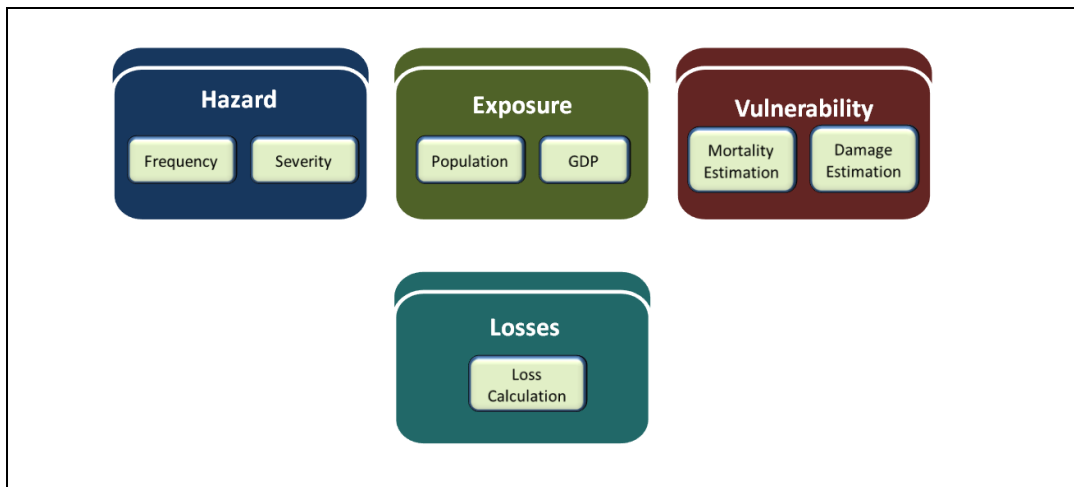 Hazard
Frequency
Severity
Exposure
Population
GDP
Vulnerability
Mortality
Estimation
Damage
Estimation
Losses
Loss
Calculation